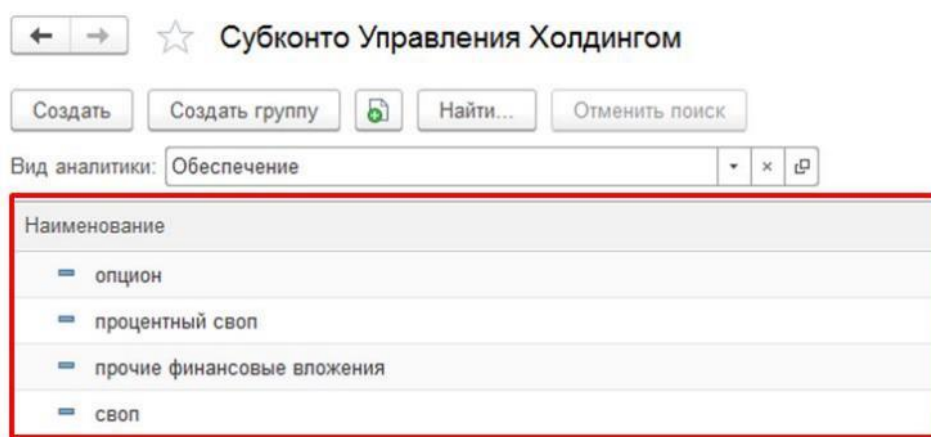 Субконто Управления Холдингом
Создать Создать группу Найти... Отменить поиск
Вид аналитики: Обеспечение
Наименование
опцион
процентный своп
прочие финансовые вложения
своп